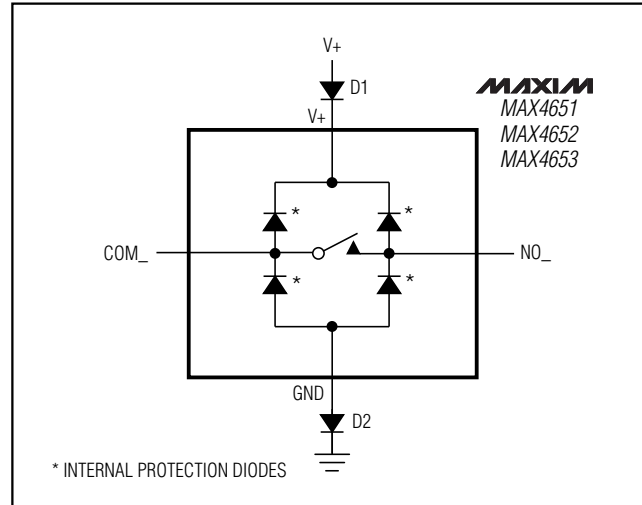 V+
D1
V+
MAXIM
MAX4651
MAX4652
MAX4653
* *
COM_ NO_
* *
GND
D2
* INTERNAL PROTECTION DIODES